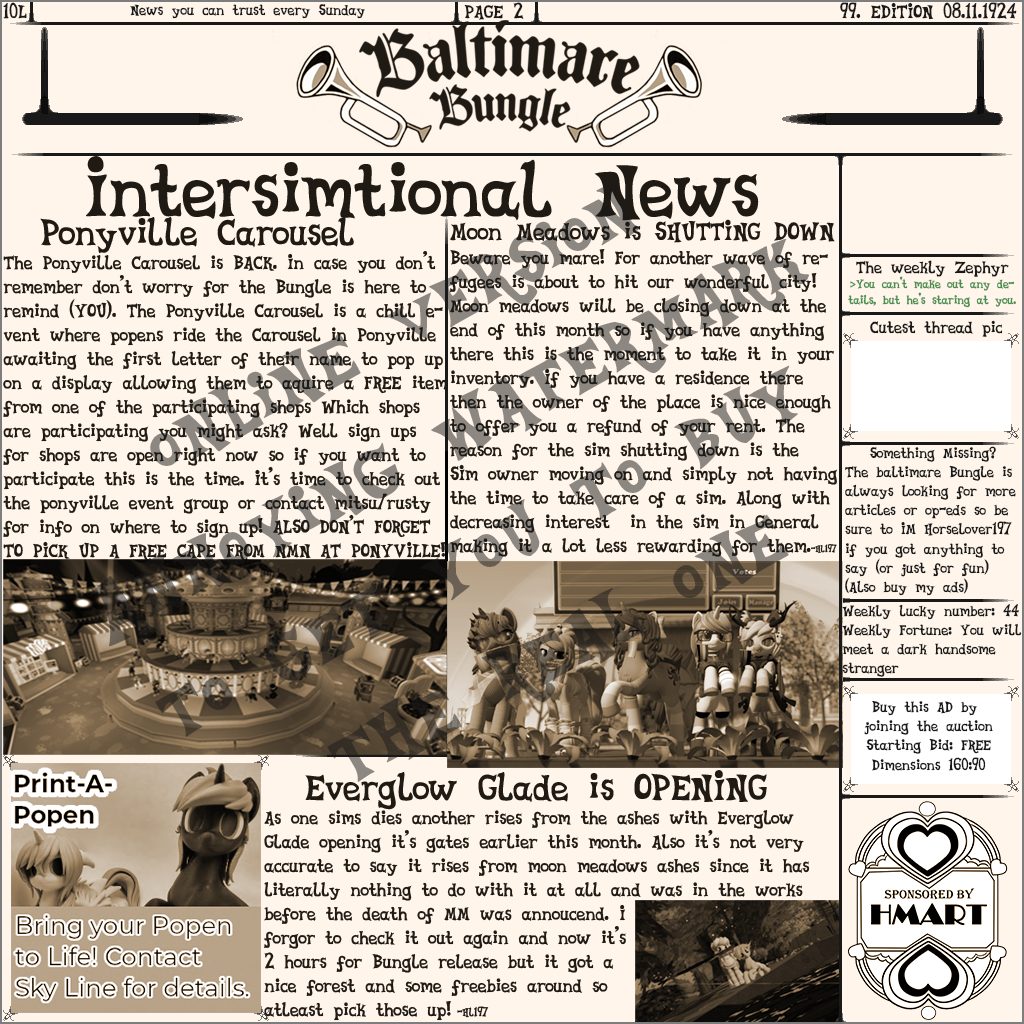 10L
News you can trust every Sunday
PAGE 2
99. EDITION 08.11.1924
Baltimare
Bungle
intersimtional News
Ponyville Carousel
The Ponyville Carousel is BACK. in case you don't
remember don't worry for the Bungle is here to
remind (YOU). The Ponyville Carousel is a chill e-
vent where popens ride the Carousel in Ponyville
awaiting the first letter of their name to pop up
on a display allowing them to aquire a FREE item
from one of the participating shops Which shops
are participating you might ask? Well sign ups
for shops are open right now so if you want to
participate this is the time. it's time to check out
the ponyville event group or contact mitsu/rusty
for info on where to sign up! ALSO DON'T FORGET
TO PICK UP A FREE CAPE FROM NMN AT PONYVILLE!
Moon Meadows is SHUTTING DOWN
Beware you mare! For another wave of re-
fugees is about to hit our wonderful city!
Moon meadows will be closing down at the
end of this month so if you have anything
there this is the moment to take it in your
inventory. if you have a residence there
then the owner of the place is nice enough
to offer you a refund of your rent. The
reason for the sim shutting down is the
Sim owner moving on and simply not having
the time to take care of a sim. Along with
decreasing interest in the sim in General
making it a lot less rewarding for them.-HL197
Votes
ONLiNE VERSiON
ANNOYiNG WATERMARK
TO GET YOU TO BUY
THE REAL ONE
Print-A-
Popen
Bring your Popen
to Life! Contact
Sky Line for details.
Everglow Glade is OPENING
As one sims dies another rises from the ashes with Everglow
Glade opening it's gates earlier this month. Also it's not very
accurate to say it rises from moon meadows ashes since it has
literally nothing to do with it at all and was in the works
before the death of MM was annoucend. i
forgor to check it out again and now it's
2 hours for Bungle release but it got a
nice forest and some freebies around so
atleast pick those up! -HL197
The weekly Zephyr
>You can't make out any de-
tails, but he's staring at you.
Cutest thread pic
Something Missing?
The baltimare Bungle is
always looking for more
articles or op-eds so be
sure to iM Horselover197
if you got anything to
say (or just for fun)
(Also buy my ads)
Weekly lucky number: 44
Weekly Fortune: You will
meet a dark handsome
stranger
Buy this AD by
joining the auction
Starting Bid: FREE
Dimensions 160:90
SPONSORED BY
HMART